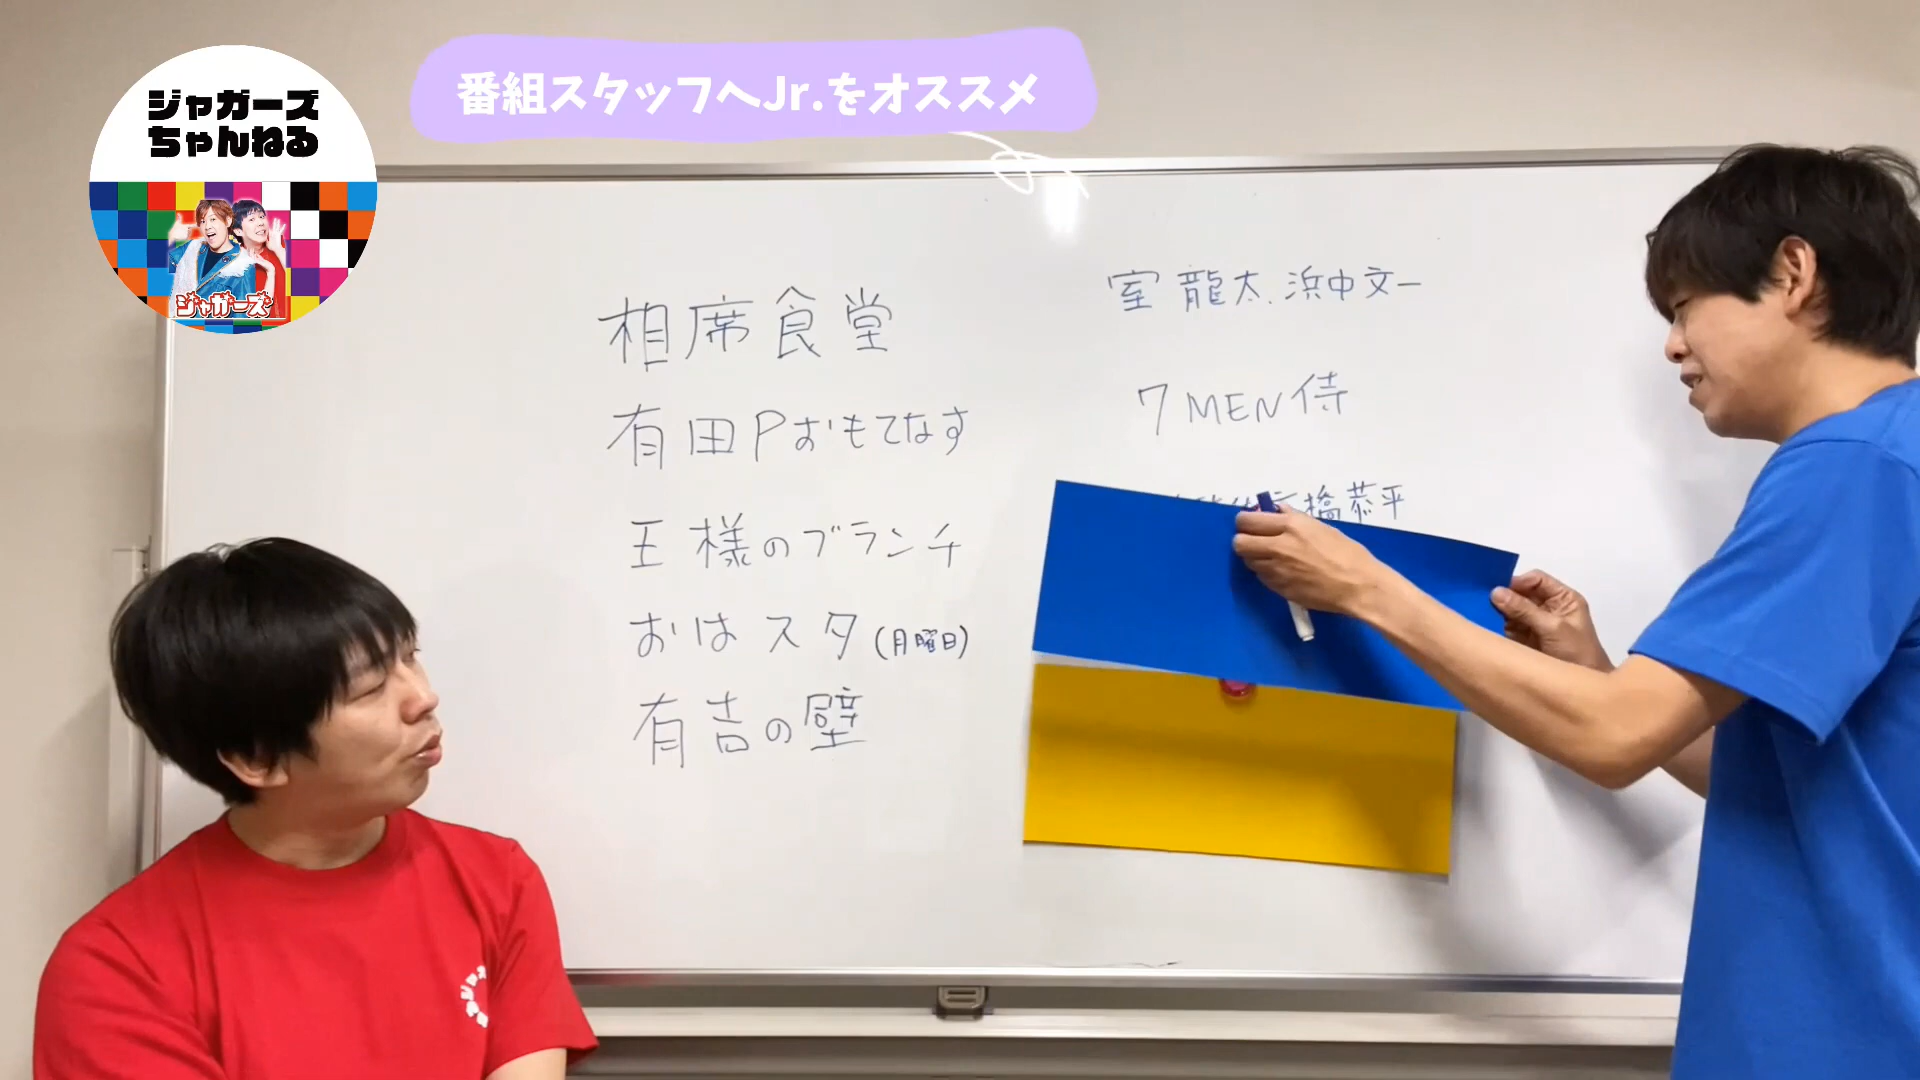 ジャガーズ
ちゃんねる
ジャガーズ
番組スタッフへJr.をオススメ
相席食堂
有田Pおもてなす
王様のブランチ
おはスタ(月曜日)
有吉の壁
室龍太、浜中文一
7 MEN 侍
橋恭平